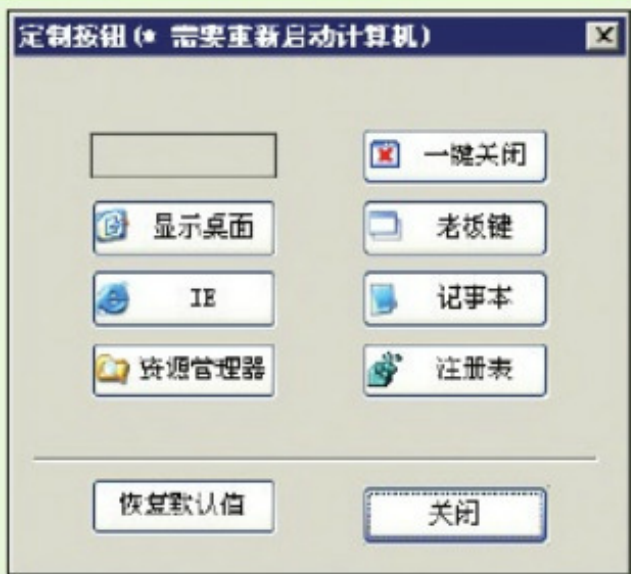 定制按钮(* 需要重新启动计算机)
一键关闭
显示桌面
老板键
IE
记事本
资源管理器
注册表
恢复默认值
关闭